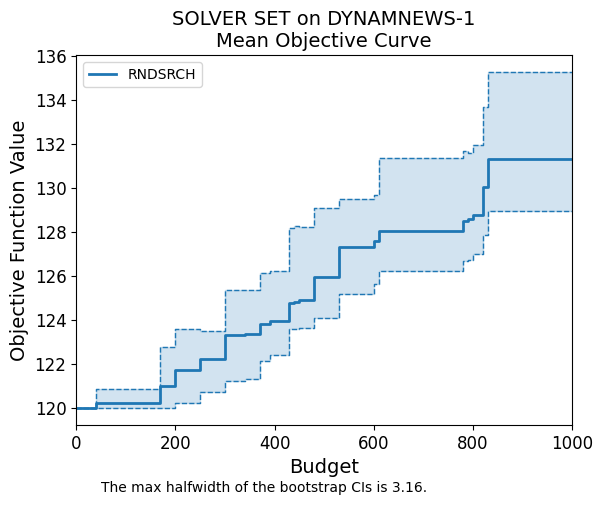 SOLVER SET on DYNAMNEWS-1
Mean Objective Curve
136
134
132
130
128
126
124
122
120
Objective Function Value
RNDSRCH
0 200 400 600 800 1000
Budget
The max halfwidth of the bootstrap CIs is 3.16.